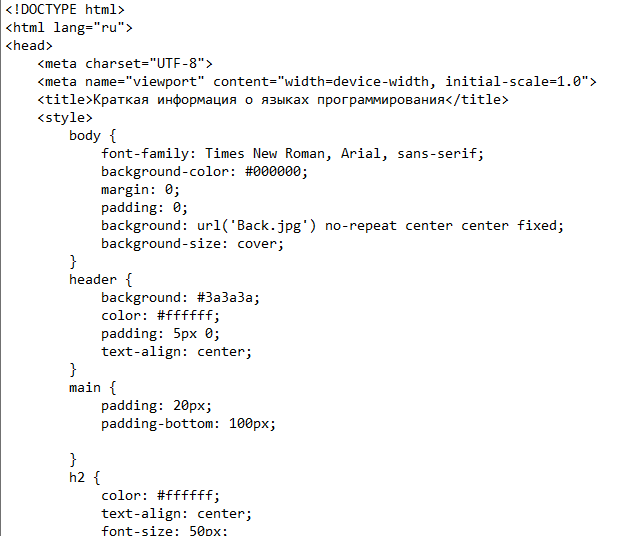 <!DOCTYPE html>
<html lang="ru">
<head>
    <meta charset="UTF-8">
    <meta name="viewport" content="width=device-width, initial-scale=1.0">
    <title>Краткая информация о языках программирования</title>
    <style>
        body {
            font-family: Times New Roman, Arial, sans-serif;
            background-color: #000000;
            margin: 0;
            padding: 0;
            background: url('Back.jpg') no-repeat center center fixed;
            background-size: cover;
        }
        header {
            background: #3a3a3a;
            color: #ffffff;
            padding: 5px 0;
            text-align: center;
        }
        main {
            padding: 20px;
            padding-bottom: 100px;

        }
        h2 {
            color: #ffffff;
            text-align: center;
            font-size: 50px;